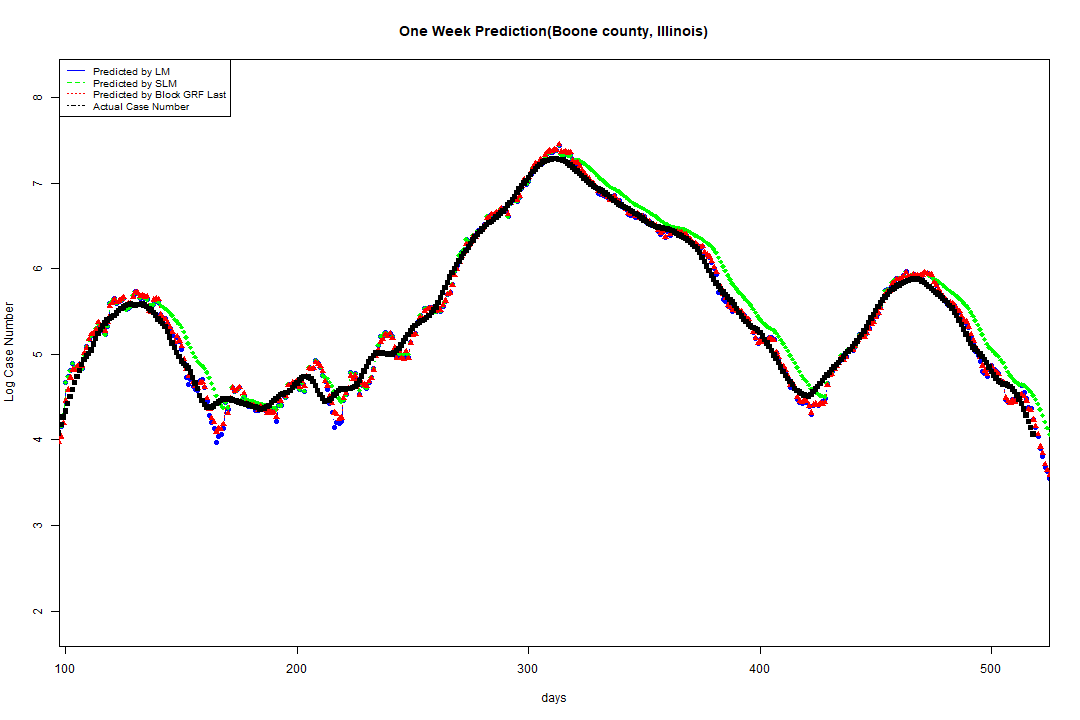 One Week Prediction(Boone county, Illinois)
Predicted by LM
Predicted by SLM
Predicted by Block GRF Last
Actual Case Number
8
7
6
5
4
3
2
Log Case Number
100 200 300 400 500
days